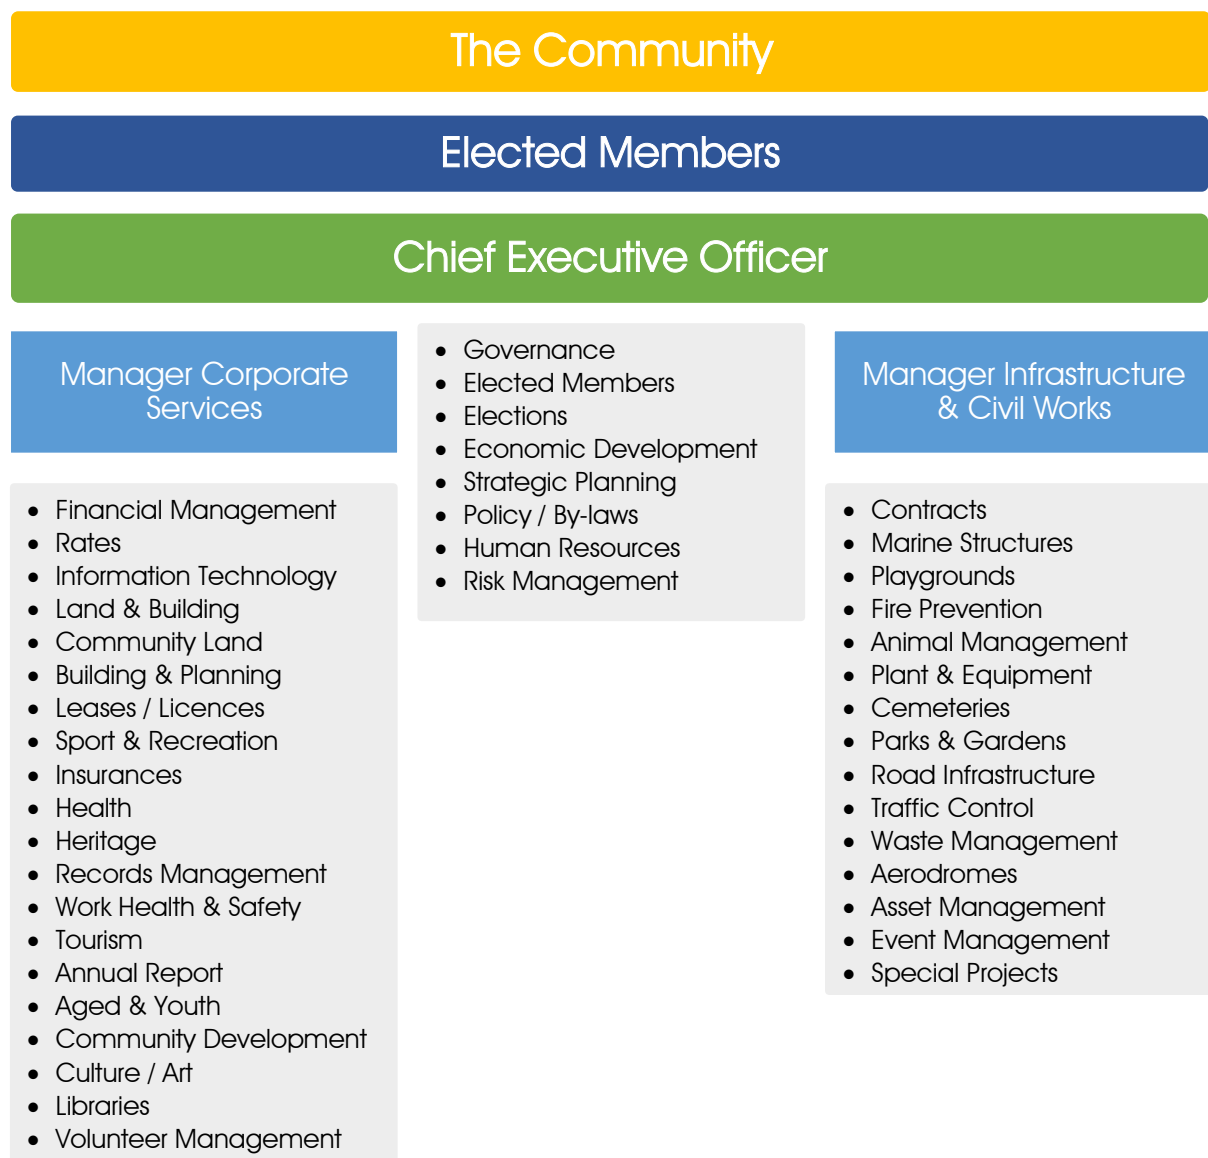 The Community
Elected Members
Chief Executive Officer
Manager Corporate
Services
• Financial Management
• Rates
• Information Technology
• Land & Building
• Community Land
• Building & Planning
• Leases / Licences
• Sport & Recreation
• Insurances
• Health
• Heritage
• Records Management
• Work Health & Safety
• Tourism
• Annual Report
• Aged & Youth
• Community Development
• Culture / Art
• Libraries
• Volunteer Management
• Governance
• Elected Members
• Elections
• Economic Development
• Strategic Planning
• Policy / By-laws
• Human Resources
• Risk Management
Manager Infrastructure
& Civil Works
• Contracts
• Marine Structures
• Playgrounds
• Fire Prevention
• Animal Management
• Plant & Equipment
• Cemeteries
• Parks & Gardens
• Road Infrastructure
• Traffic Control
• Waste Management
• Aerodromes
• Asset Management
• Event Management
• Special Projects